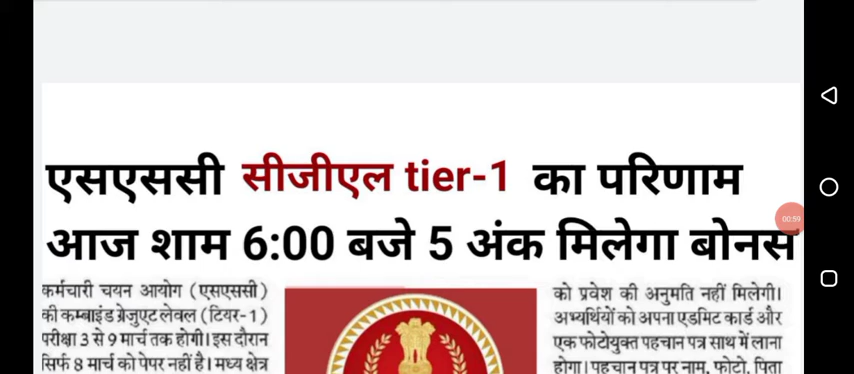 एसएससी सीजीएल tier-1 का परिणाम
आज शाम 6:00 बजे 5 अंक मिलेगा बोनस
कर्मचारी चयन आयोग (एसएससी)
की कम्बाइंड ग्रेजुएट लेवल (टियर-1)
परीक्षा 3 से 9 मार्च तक होगी। इस दौरान
सिर्फ 8 मार्च को पेपर नहीं है। मध्य क्षेत्र
को प्रवेश की अनुमति नहीं मिलेगी।
अभ्यर्थियों को अपना एडमिट कार्ड और
एक फोटोयुक्त पहचान पत्र साथ में लाना
होगा। पहचान पत्र पर नाम, फोटो, पिता
00:59